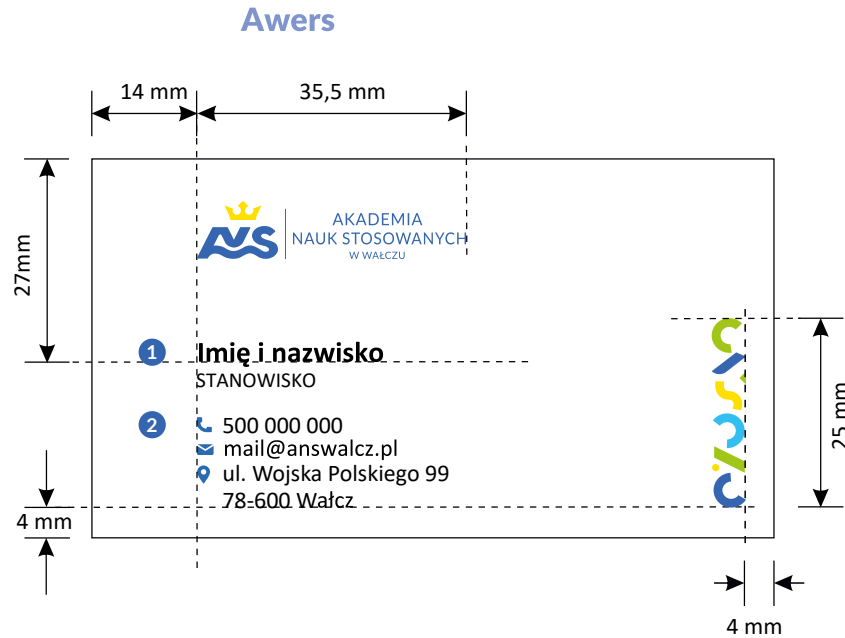 Awers
14 mm
35,5 mm
27mm
ANS
AKADEMIA
NAUK STOSOWANYCH
W WAŁCZU
1
Imię i nazwisko
STANOWISKO
2
500 000 000
mail@answalcz.pl
ul. Wojska Polskiego 99
78-600 Wałcz
25 mm
4 mm
4 mm